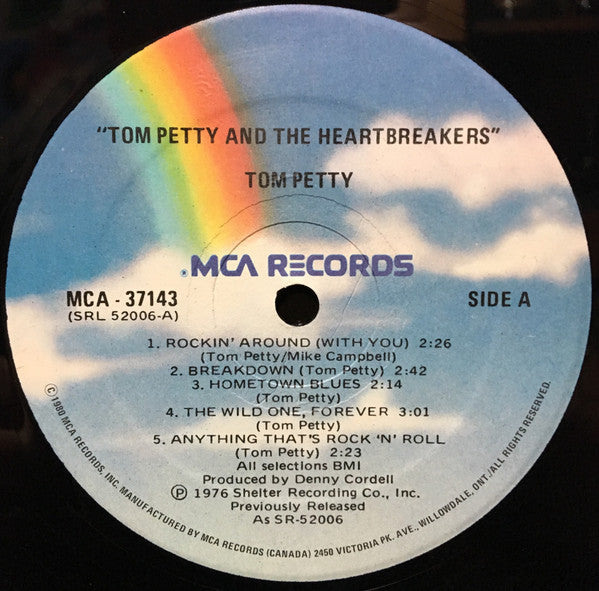 "TOM PETTY AND THE HEARTBREAKERS"
TOM PETTY
®MCA RECORDS
MCA - 37143
(SRL 52006-A)
SIDE A
1. ROCKIN' AROUND (WITH YOU) 2:26
(Tom Petty/Mike Campbell)
2. BREAKDOWN (Tom Petty) 2:42
3. HOMETOWN BLUES 2:14
(Tom Petty)
4. THE WILD ONE, FOREVER 3:01
(Tom Petty)
5. ANYTHING THAT'S ROCK 'N' ROLL
(Tom Petty) 2:23
All selections BMI
Produced by Denny Cordell
Ⓟ 1976 Shelter Recording Co., Inc.
Previously Released
As SR-52006
© 1980 MCA RECORDS, INC. MANUFACTURED BY MCA RECORDS (CANADA) 2450 VICTORIA PK. AVE., WILLOWDALE, ONT./ALL RIGHTS RESERVED.